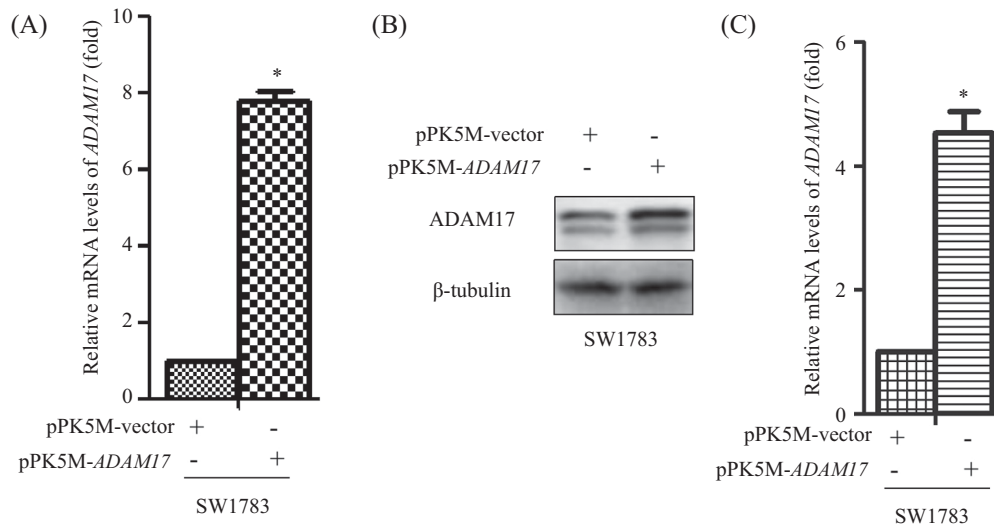 (A)
Relative mRNA levels of ADAM17 (fold)
10
8
6
4
2
0
*
pPK5M-vector + -
pPK5M-ADAM17 - +
SW1783
(B)
pPK5M-vector + -
pPK5M-ADAM17 - +
ADAM17
β-tubulin
SW1783
(C)
Relative mRNA levels of ADAM17 (fold)
6
4
2
0
*
pPK5M-vector + -
pPK5M-ADAM17 - +
SW1783